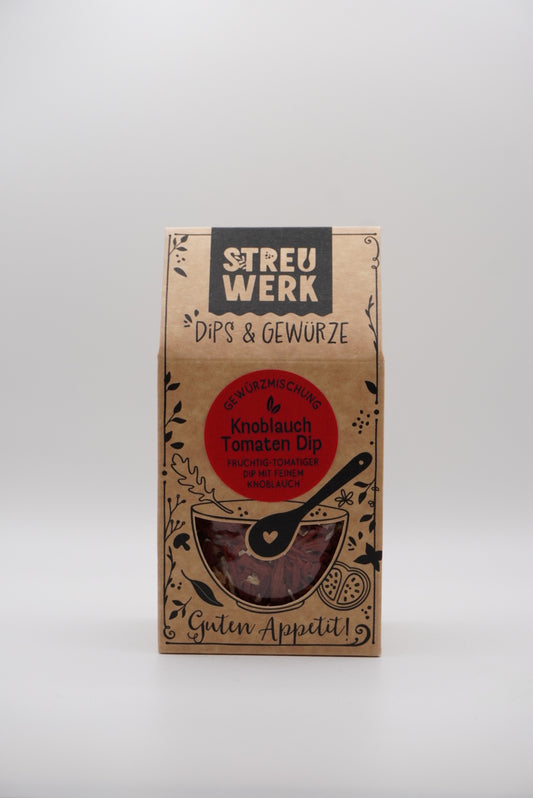 STREU
WERK
DiPS & GEWÜRZE
GEWÜRZMISCHUNG
Knoblauch
Tomaten Dip
FRUCHTIG-TOMATIGER
DIP MIT FEINEM
KNOBLAUCH
Guten Appetit!